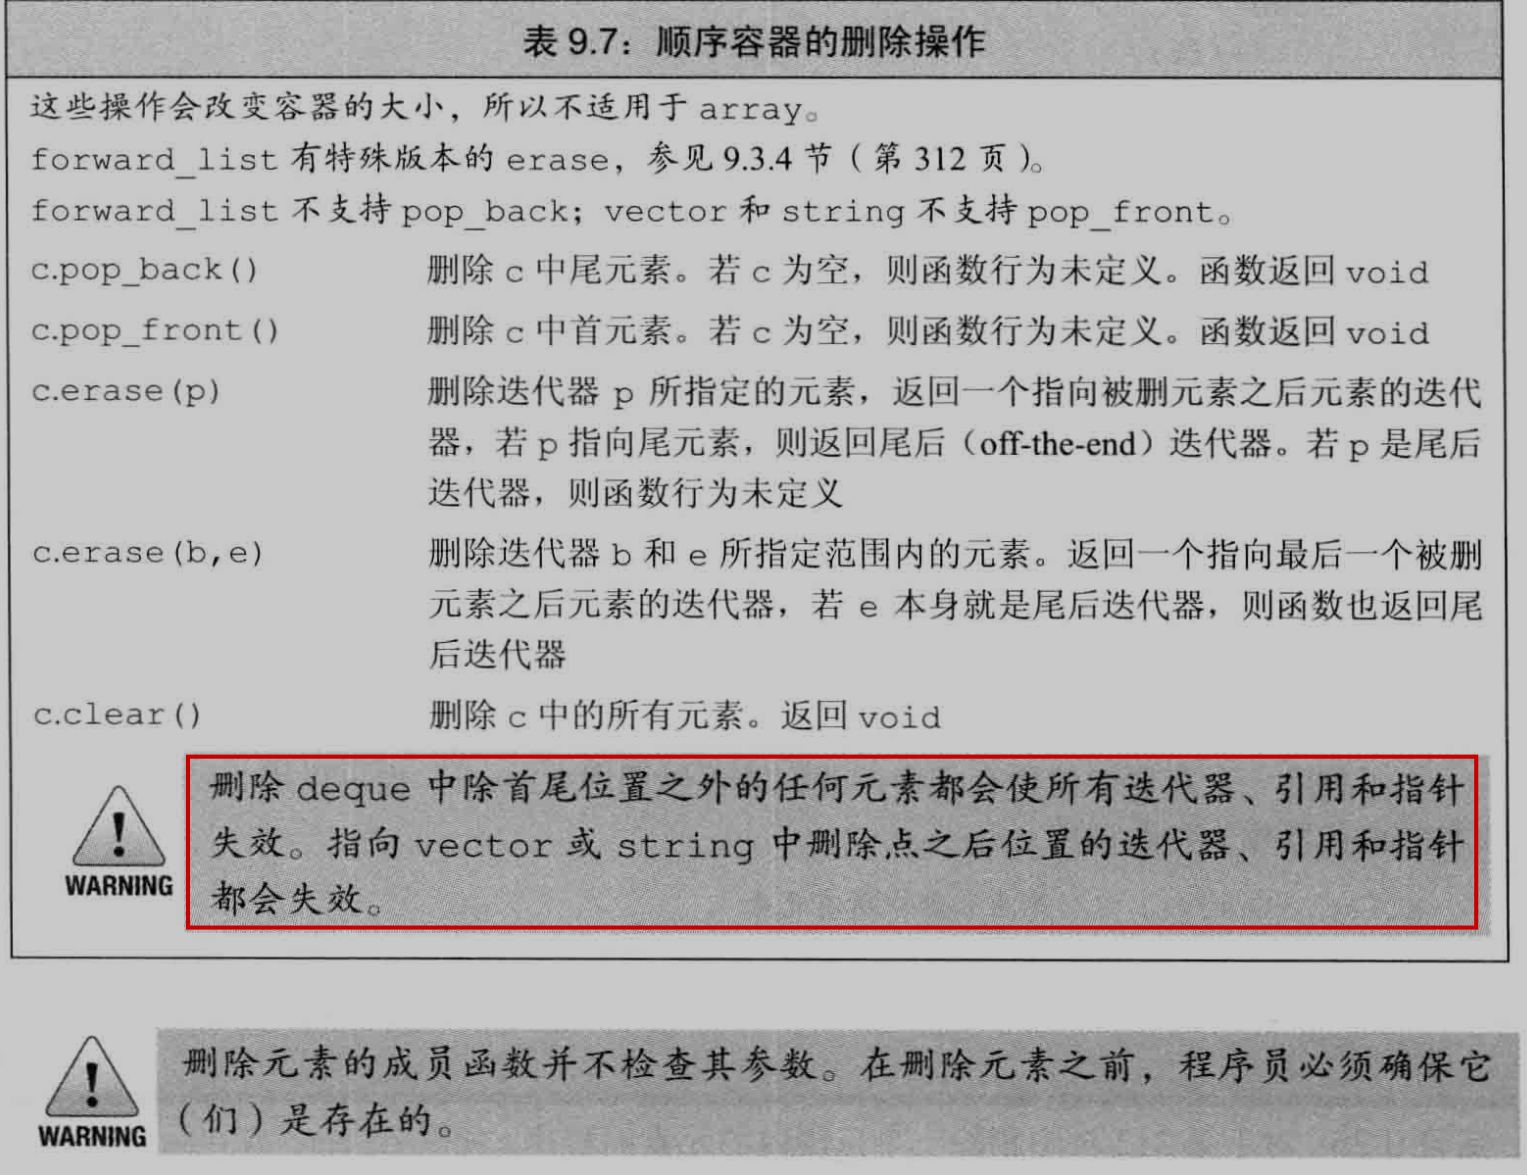 表 9.7：顺序容器的删除操作
这些操作会改变容器的大小，所以不适用于 array。
forward_list 有特殊版本的 erase，参见 9.3.4 节（第 312 页）。
forward_list 不支持 pop_back；vector 和 string 不支持 pop_front。
c.pop_back() 删除 c 中尾元素。若 c 为空，则函数行为未定义。函数返回 void
c.pop_front() 删除 c 中首元素。若 c 为空，则函数行为未定义。函数返回 void
c.erase(p) 删除迭代器 p 所指定的元素，返回一个指向被删元素之后元素的迭代
器，若 p 指向尾元素，则返回尾后（off-the-end）迭代器。若 p 是尾后
迭代器，则函数行为未定义
c.erase(b,e) 删除迭代器 b 和 e 所指定范围内的元素。返回一个指向最后一个被删
元素之后元素的迭代器，若 e 本身就是尾后迭代器，则函数也返回尾
后迭代器
c.clear() 删除 c 中的所有元素。返回 void
删除 deque 中除首尾位置之外的任何元素都会使所有迭代器、引用和指针
失效。指向 vector 或 string 中删除点之后位置的迭代器、引用和指针
都会失效。
WARNING
删除元素的成员函数并不检查其参数。在删除元素之前，程序员必须确保它
（们）是存在的。
WARNING